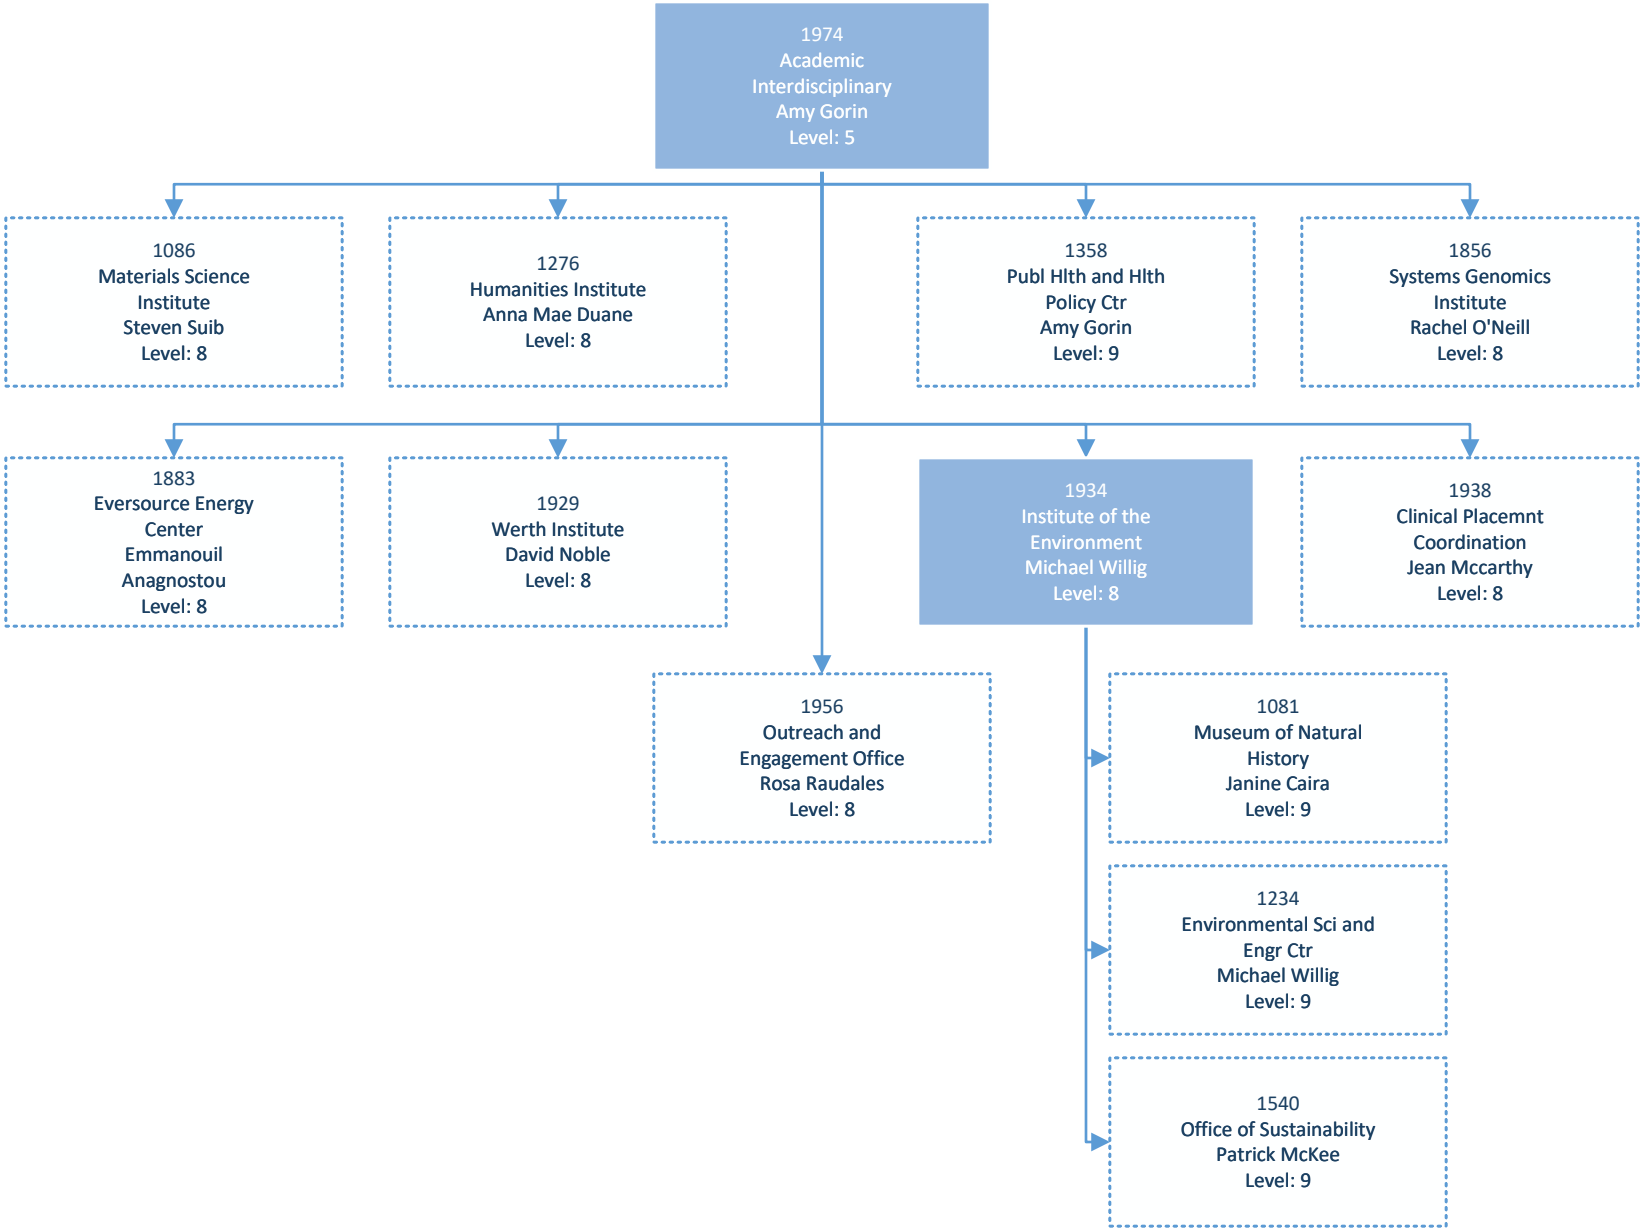 1974
Academic
Interdisciplinary
Amy Gorin
Level: 5
1086
Materials Science
Institute
Steven Suib
Level: 8
1276
Humanities Institute
Anna Mae Duane
Level: 8
1358
Publ Hlth and Hlth
Policy Ctr
Amy Gorin
Level: 9
1856
Systems Genomics
Institute
Rachel O'Neill
Level: 8
1883
Eversource Energy
Center
Emmanouil
Anagnostou
Level: 8
1929
Werth Institute
David Noble
Level: 8
1934
Institute of the
Environment
Michael Willig
Level: 8
1938
Clinical Placemnt
Coordination
Jean Mccarthy
Level: 8
1956
Outreach and
Engagement Office
Rosa Raudales
Level: 8
1081
Museum of Natural
History
Janine Caira
Level: 9
1234
Environmental Sci and
Engr Ctr
Michael Willig
Level: 9
1540
Office of Sustainability
Patrick McKee
Level: 9